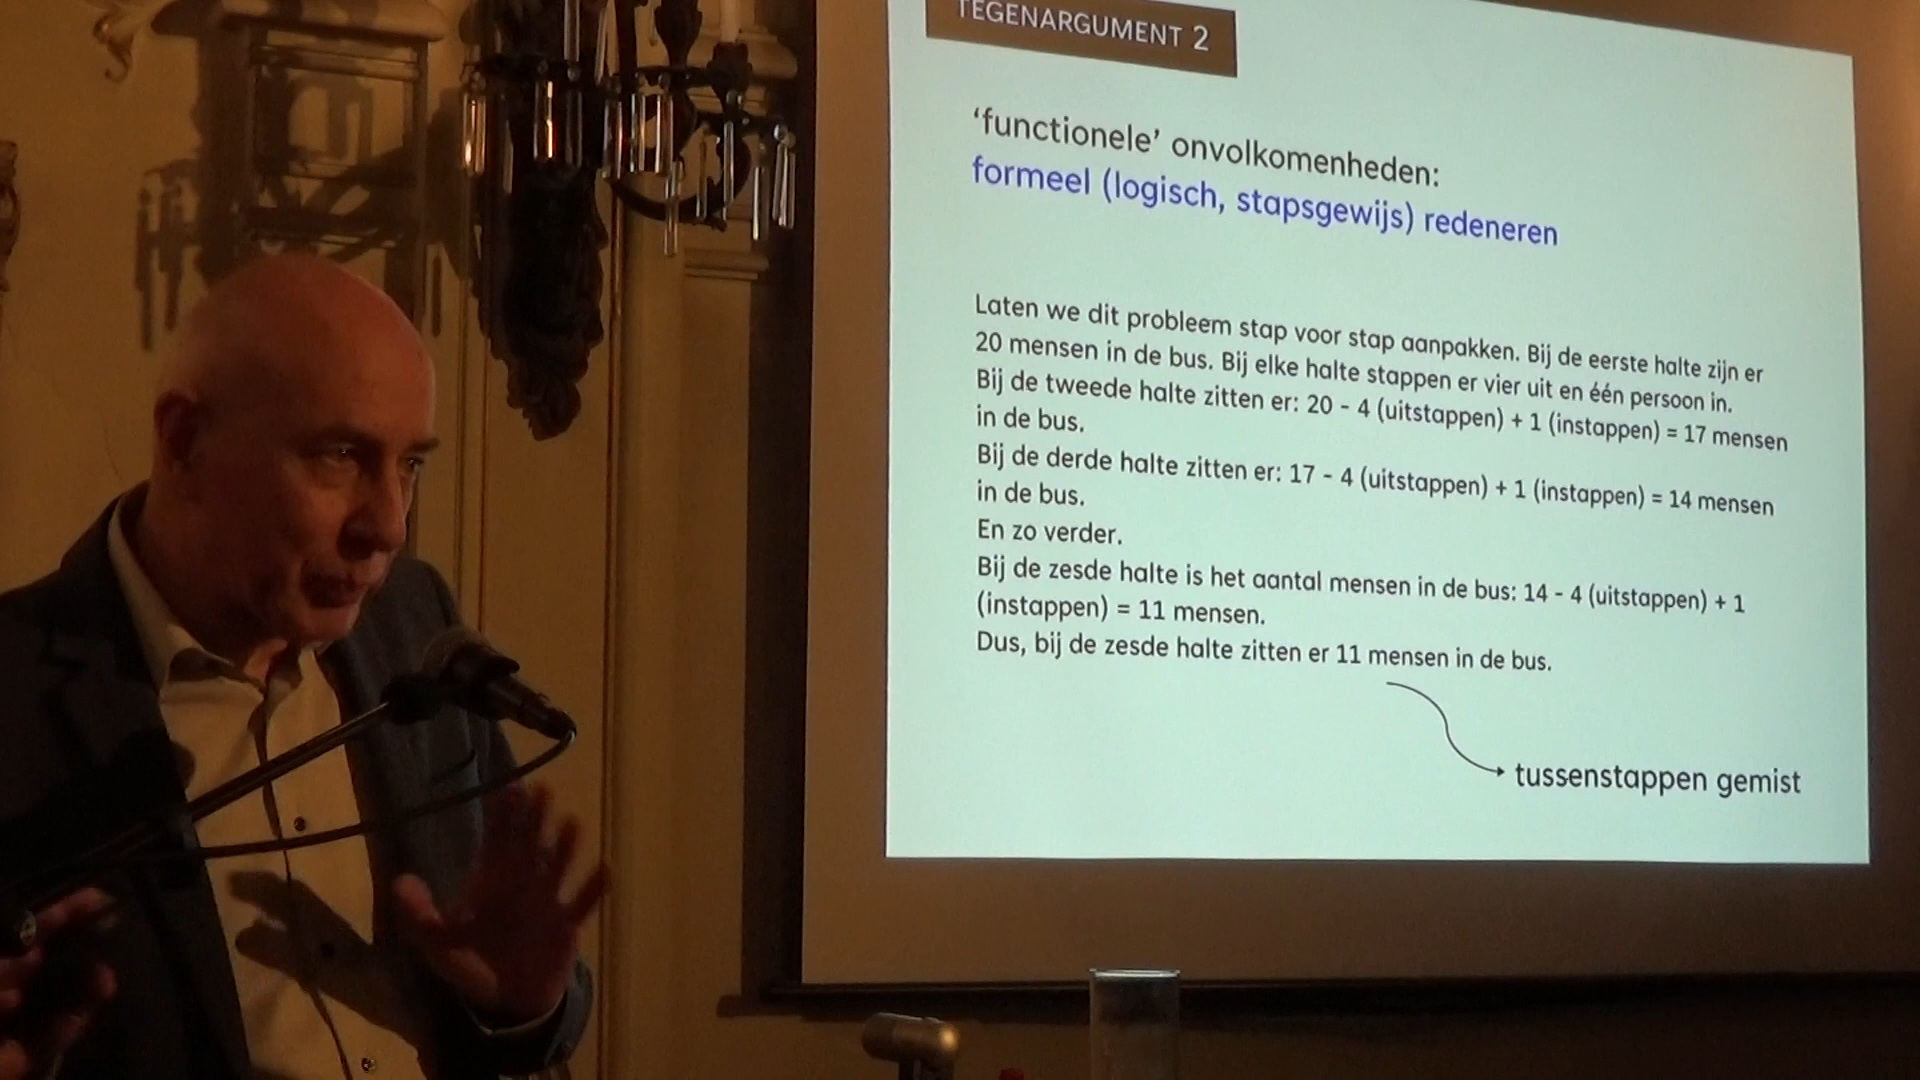 TEGENARGUMENT 2
‘functionele’ onvolkomenheden:
formeel (logisch, stapsgewijs) redeneren
Laten we dit probleem stap voor stap aanpakken. Bij de eerste halte zijn er
20 mensen in de bus. Bij elke halte stappen er vier uit en één persoon in.
Bij de tweede halte zitten er: 20 - 4 (uitstappen) + 1 (instappen) = 17 mensen
in de bus.
Bij de derde halte zitten er: 17 - 4 (uitstappen) + 1 (instappen) = 14 mensen
in de bus.
En zo verder.
Bij de zesde halte is het aantal mensen in de bus: 14 - 4 (uitstappen) + 1
(instappen) = 11 mensen.
Dus, bij de zesde halte zitten er 11 mensen in de bus.
tussenstappen gemist